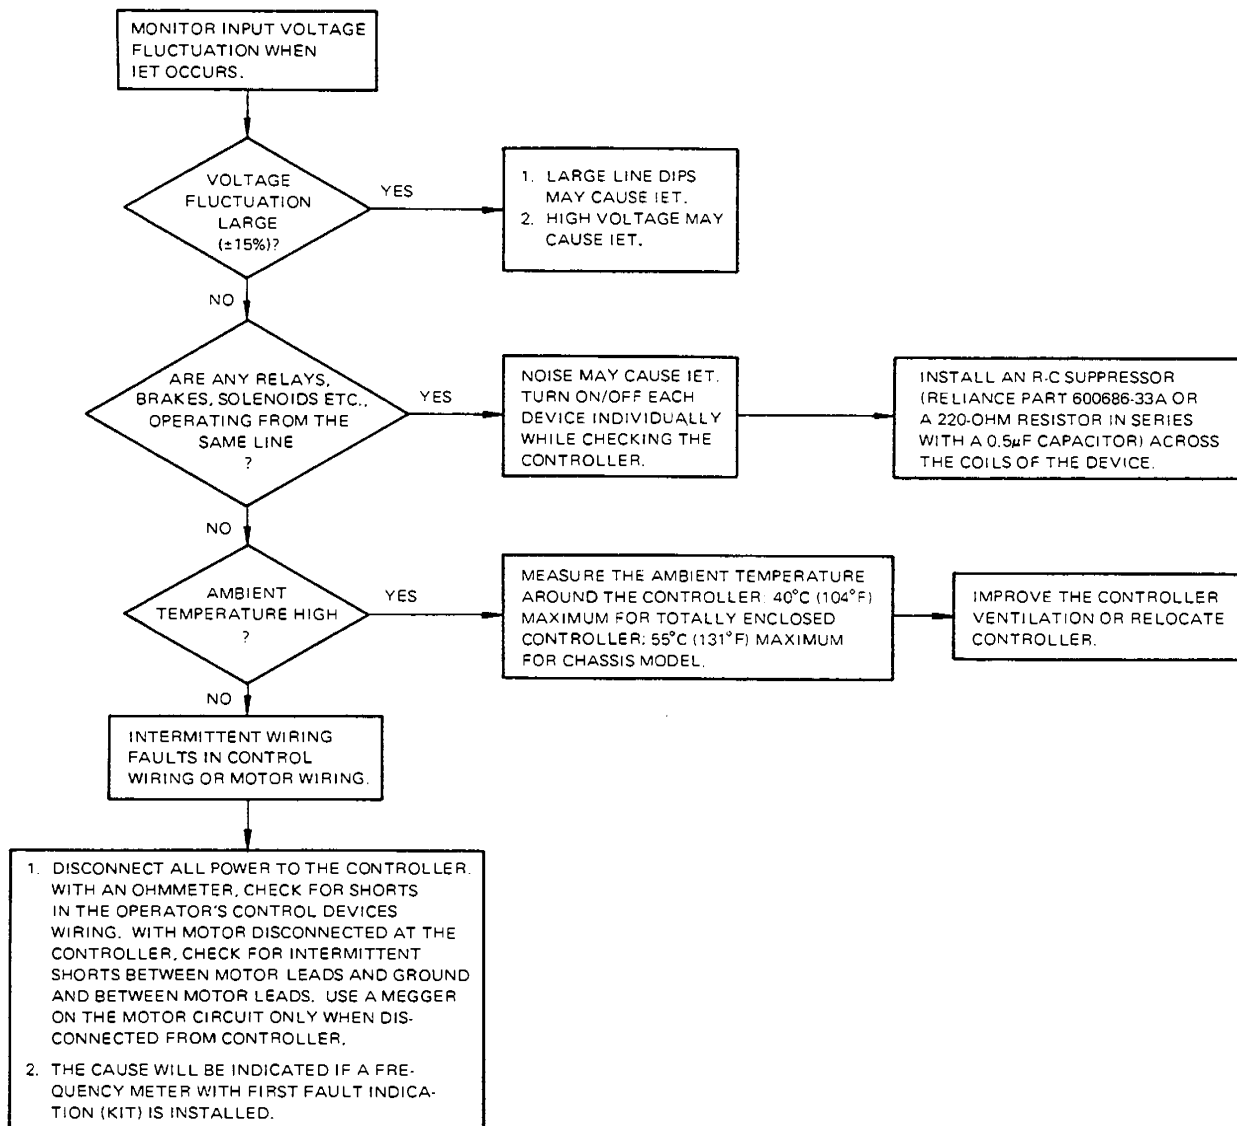 MONITOR INPUT VOLTAGE
FLUCTUATION WHEN
IET OCCURS.
VOLTAGE
FLUCTUATION
LARGE
(±15%)?
YES
1. LARGE LINE DIPS
MAY CAUSE IET.
2. HIGH VOLTAGE MAY
CAUSE IET.
NO
ARE ANY RELAYS,
BRAKES, SOLENOIDS ETC.,
OPERATING FROM THE
SAME LINE
?
YES
NOISE MAY CAUSE IET.
TURN ON/OFF EACH
DEVICE INDIVIDUALLY
WHILE CHECKING THE
CONTROLLER.
INSTALL AN R-C SUPPRESSOR
(RELIANCE PART 600686-33A OR
A 220-OHM RESISTOR IN SERIES
WITH A 0.5µF CAPACITOR) ACROSS
THE COILS OF THE DEVICE.
NO
AMBIENT
TEMPERATURE HIGH
?
YES
MEASURE THE AMBIENT TEMPERATURE
AROUND THE CONTROLLER: 40°C (104°F)
MAXIMUM FOR TOTALLY ENCLOSED
CONTROLLER; 55°C (131°F) MAXIMUM
FOR CHASSIS MODEL.
IMPROVE THE CONTROLLER
VENTILATION OR RELOCATE
CONTROLLER.
NO
INTERMITTENT WIRING
FAULTS IN CONTROL
WIRING OR MOTOR WIRING.
1. DISCONNECT ALL POWER TO THE CONTROLLER.
WITH AN OHMMETER, CHECK FOR SHORTS
IN THE OPERATOR'S CONTROL DEVICES
WIRING. WITH MOTOR DISCONNECTED AT THE
CONTROLLER, CHECK FOR INTERMITTENT
SHORTS BETWEEN MOTOR LEADS AND GROUND
AND BETWEEN MOTOR LEADS. USE A MEGGER
ON THE MOTOR CIRCUIT ONLY WHEN DIS-
CONNECTED FROM CONTROLLER.
2. THE CAUSE WILL BE INDICATED IF A FRE-
QUENCY METER WITH FIRST FAULT INDICA-
TION (KIT) IS INSTALLED.